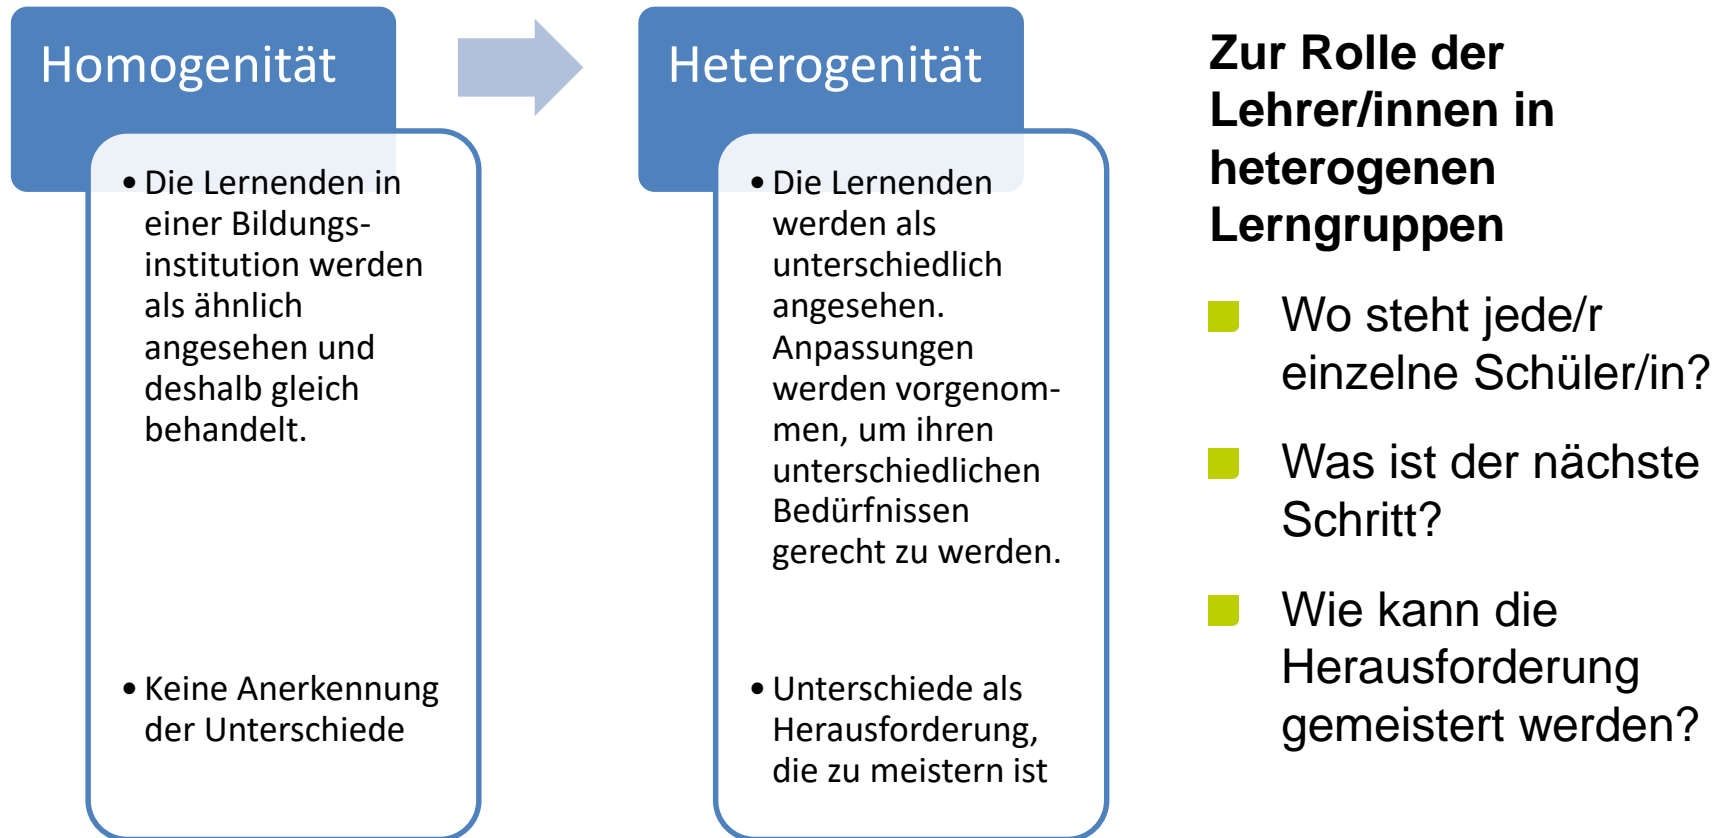 Homogenität
• Die Lernenden in
einer Bildungs-
institution werden
als ähnlich
angesehen und
deshalb gleich
behandelt.
• Keine Anerkennung
der Unterschiede
Heterogenität
• Die Lernenden
werden als
unterschiedlich
angesehen.
Anpassungen
werden vorgenom-
men, um ihren
unterschiedlichen
Bedürfnissen
gerecht zu werden.
• Unterschiede als
Herausforderung,
die zu meistern ist
Zur Rolle der
Lehrer/innen in
heterogenen
Lerngruppen
Wo steht jede/r
einzelne Schüler/in?
Was ist der nächste
Schritt?
Wie kann die
Herausforderung
gemeistert werden?